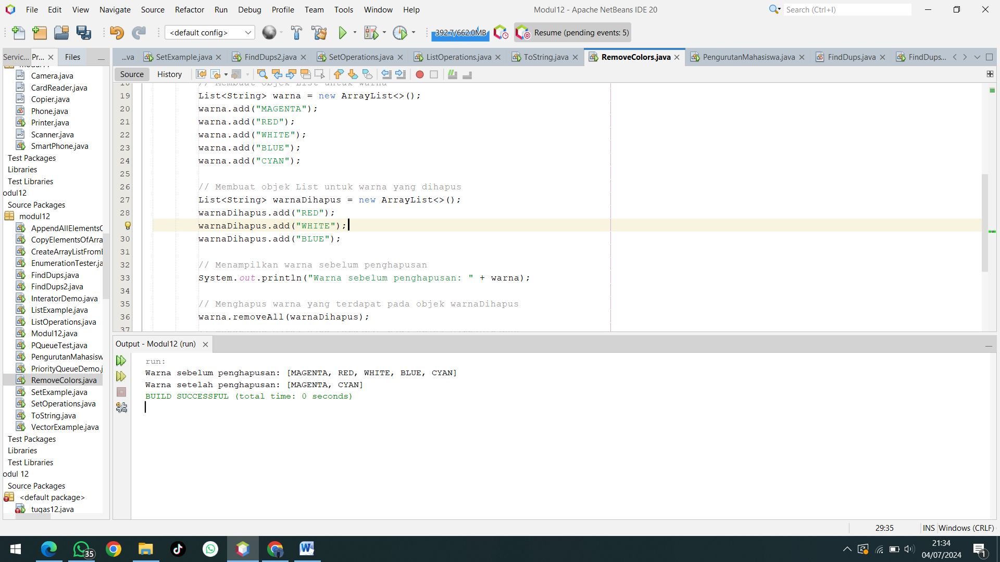 File Edit View Navigate Source Refactor Run Debug Profile Team Tools Window Help
Modul12 - Apache NetBeans IDE 20
Search (Ctrl+I)
<default config>
392.7/662.0MB
Resume (pending events: 5)
Servic... Pr... Files
...va SetExample.java FindDups2.java SetOperations.java ListOperations.java ToString.java RemoveColors.java PengurutanMahasiswa.java FindDups.java FindDups...
Source History
Camera.java
CardReader.java
Copier.java
Phone.java
Printer.java
Scanner.java
SmartPhone.java
Test Packages
Libraries
Test Libraries
odul12
Source Packages
modul12
AppendAllElementsC
CopyElementsOfArra
CreateArrayListFromE
EnumerationTester.ja
FindDups.java
FindDups2.java
InteratorDemo.java
ListExample.java
ListOperations.java
Modul12.java
PQueueTest.java
PengurutanMahasisw
PriorityQueueDemo.j
RemoveColors.java
SetExample.java
SetOperations.java
ToString.java
VectorExample.java
Test Packages
Libraries
Test Libraries
odul 12
Source Packages
<default package>
tugas12.java
18 // Membuat objek List untuk warna
19 List<String> warna = new ArrayList<>();
20 warna.add("MAGENTA");
21 warna.add("RED");
22 warna.add("WHITE");
23 warna.add("BLUE");
24 warna.add("CYAN");
25
26 // Membuat objek List untuk warna yang dihapus
27 List<String> warnaDihapus = new ArrayList<>();
28 warnaDihapus.add("RED");
warnaDihapus.add("WHITE");
30 warnaDihapus.add("BLUE");
31
32 // Menampilkan warna sebelum penghapusan
33 System.out.println("Warna sebelum penghapusan: " + warna);
34
35 // Menghapus warna yang terdapat pada objek warnaDihapus
36 warna.removeAll(warnaDihapus);
37
Output - Modul12 (run)
run:
Warna sebelum penghapusan: [MAGENTA, RED, WHITE, BLUE, CYAN]
Warna setelah penghapusan: [MAGENTA, CYAN]
BUILD SUCCESSFUL (total time: 0 seconds)
29:35 INS Windows (CRLF)
35
21:34
04/07/2024
1